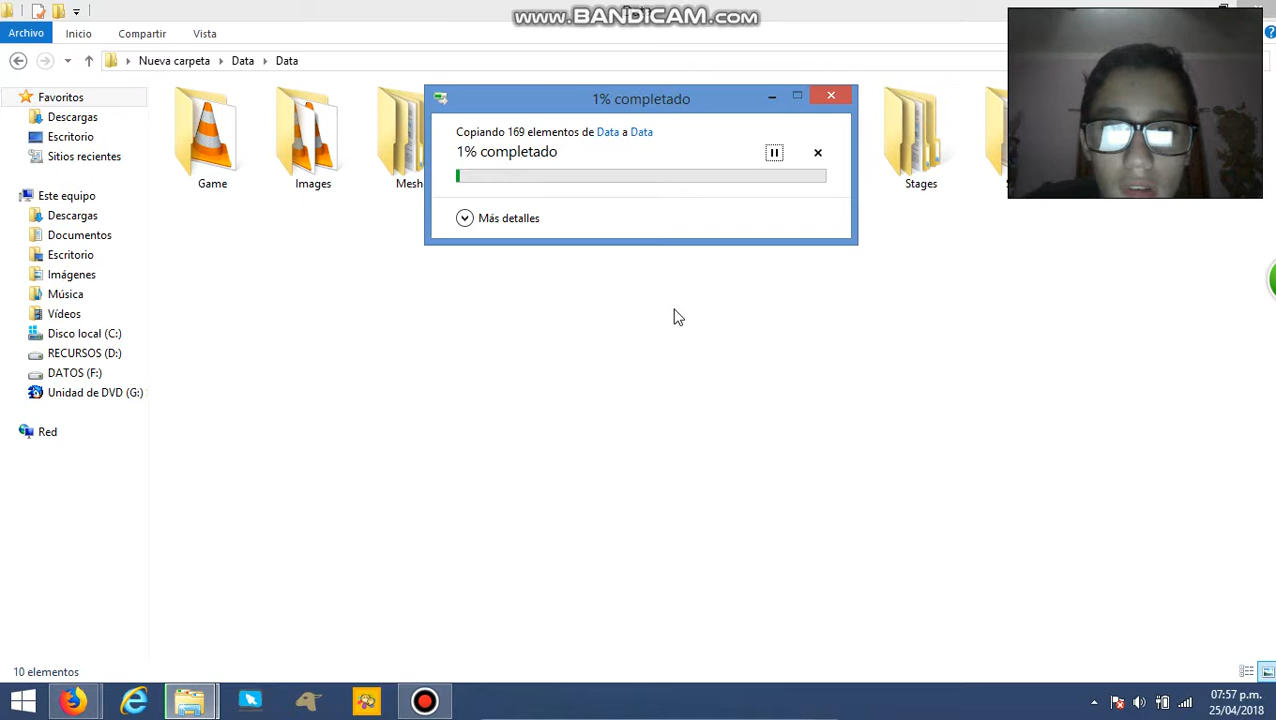 www.BANDICAM.com
Archivo
Inicio
Compartir
Vista
Nueva carpeta
Data
Data
Favoritos
Descargas
Escritorio
Sitios recientes
Este equipo
Descargas
Documentos
Escritorio
Imágenes
Música
Vídeos
Disco local (C:)
RECURSOS (D:)
DATOS (F:)
Unidad de DVD (G:)
Red
Game
Images
Mesh
Stages
1% completado
Copiando 169 elementos de Data a Data
1% completado
Más detalles
10 elementos
07:57 p.m.
25/04/2018